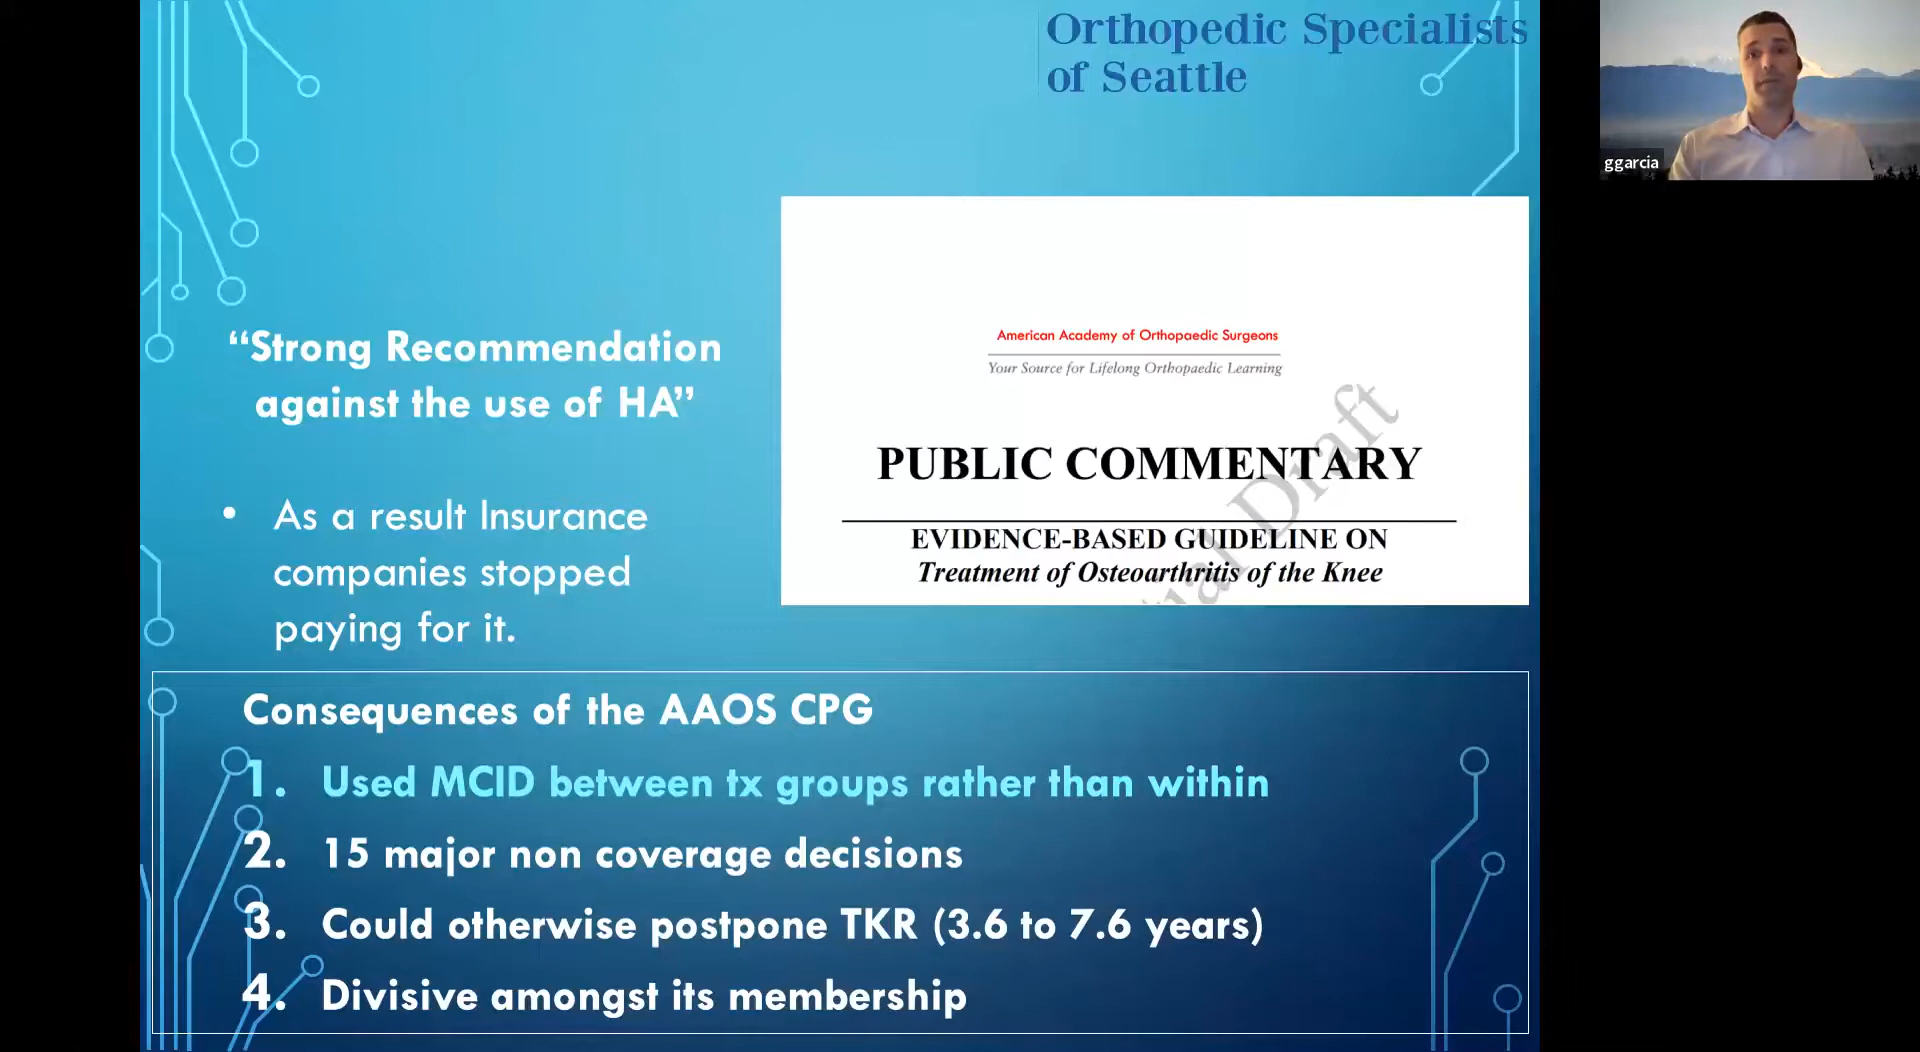 Orthopedic Specialists
of Seattle
ggarcia
“Strong Recommendation
against the use of HA”
• As a result Insurance
companies stopped
paying for it.
American Academy of Orthopaedic Surgeons
Your Source for Lifelong Orthopaedic Learning
PUBLIC COMMENTARY
EVIDENCE-BASED GUIDELINE ON
Treatment of Osteoarthritis of the Knee
Draft
Consequences of the AAOS CPG
1. Used MCID between tx groups rather than within
2. 15 major non coverage decisions
3. Could otherwise postpone TKR (3.6 to 7.6 years)
4. Divisive amongst its membership